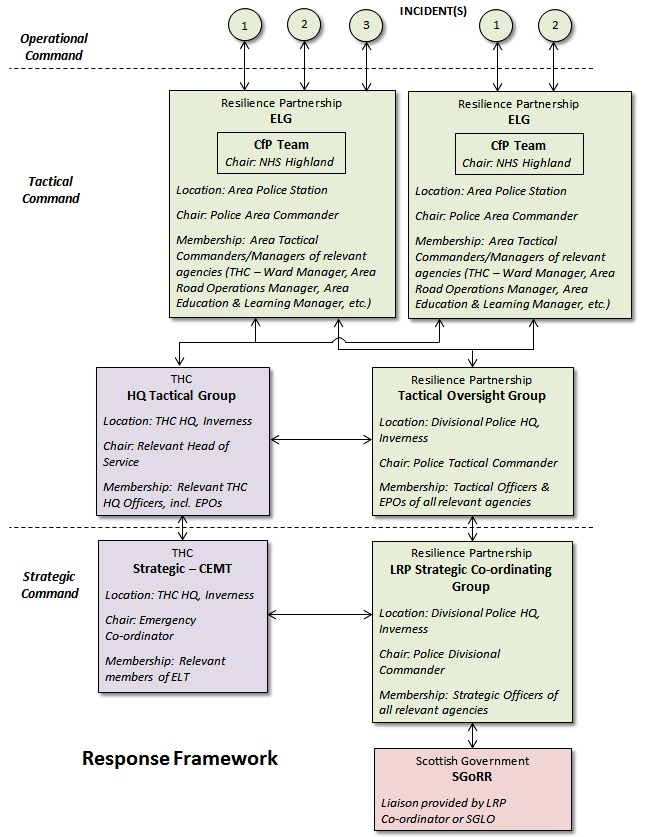 INCIDENT(S)
1
2
3
1
2
Operational
Command
Tactical
Command
Resilience Partnership
ELG
CfP Team
Chair: NHS Highland
Location: Area Police Station
Chair: Police Area Commander
Membership: Area Tactical
Commanders/Managers of relevant
agencies (THC – Ward Manager, Area
Road Operations Manager, Area
Education & Learning Manager, etc.)
Resilience Partnership
ELG
CfP Team
Chair: NHS Highland
Location: Area Police Station
Chair: Police Area Commander
Membership: Area Tactical
Commanders/Managers of relevant
agencies (THC – Ward Manager, Area
Road Operations Manager, Area
Education & Learning Manager, etc.)
THC
HQ Tactical Group
Location: THC HQ, Inverness
Chair: Relevant Head of
Service
Membership: Relevant THC
HQ Officers, incl. EPOs
Resilience Partnership
Tactical Oversight Group
Location: Divisional Police HQ,
Inverness
Chair: Police Tactical Commander
Membership: Tactical Officers &
EPOs of all relevant agencies
Strategic
Command
THC
Strategic – CEMT
Location: THC HQ, Inverness
Chair: Emergency
Co-ordinator
Membership: Relevant
members of ELT
Resilience Partnership
LRP Strategic Co-ordinating
Group
Location: Divisional Police HQ,
Inverness
Chair: Police Divisional
Commander
Membership: Strategic Officers of
all relevant agencies
Response Framework
Scottish Government
SGoRR
Liaison provided by LRP
Co-ordinator or SGLO